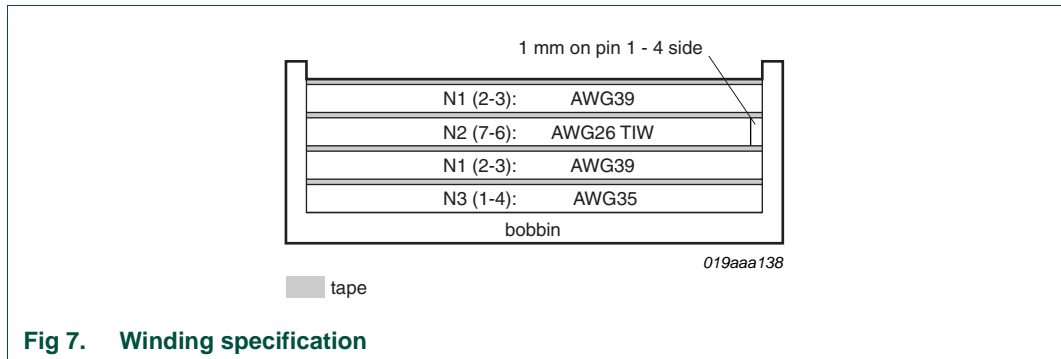 1 mm on pin 1 - 4 side
N1 (2-3): AWG39
N2 (7-6): AWG26 TIW
N1 (2-3): AWG39
N3 (1-4): AWG35
bobbin
019aaa138
tape
Fig 7. Winding specification